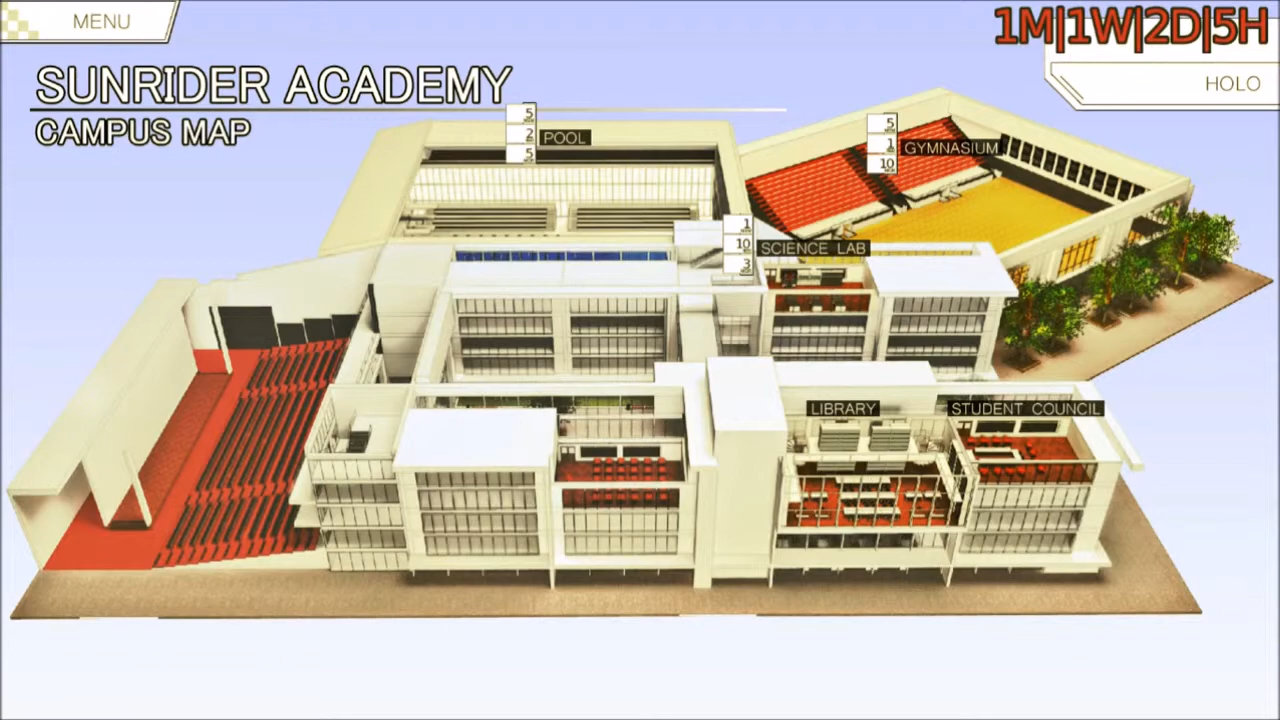 MENU
1M|1W|2D|5H
HOLO
SUNRIDER ACADEMY
CAMPUS MAP
5
2
5
POOL
5
1
10
GYMNASIUM
1
10
3
SCIENCE LAB
LIBRARY
STUDENT COUNCIL